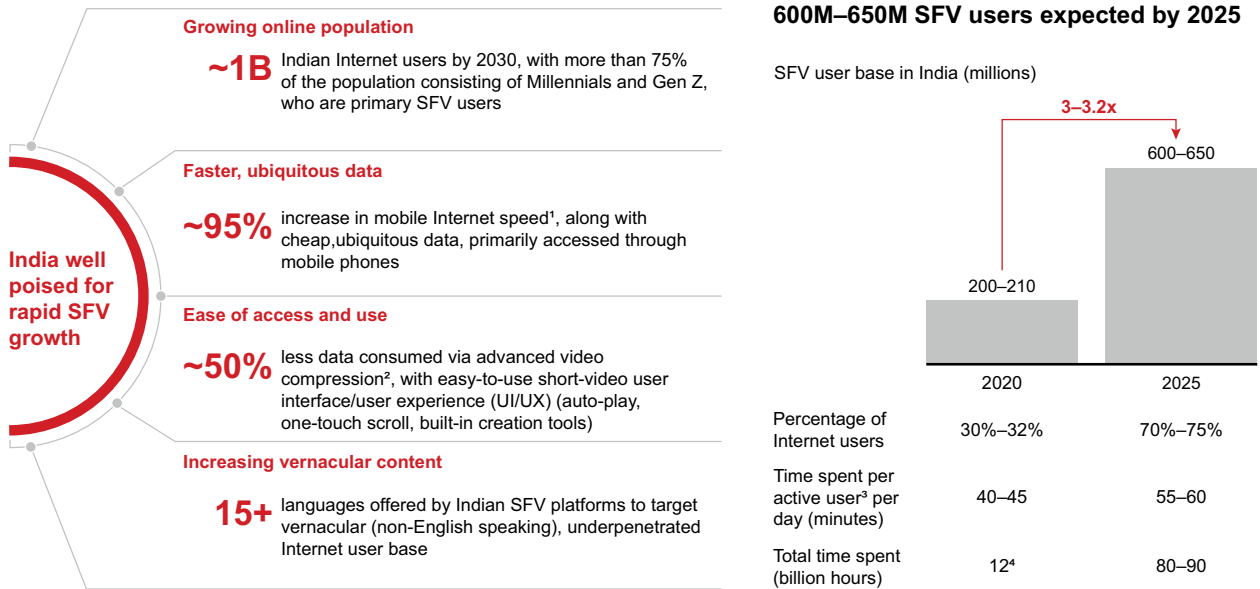 India well
poised for
rapid SFV
growth
Growing online population
~1B
Indian Internet users by 2030, with more than 75%
of the population consisting of Millennials and Gen Z,
who are primary SFV users
Faster, ubiquitous data
~95%
increase in mobile Internet speed¹, along with
cheap,ubiquitous data, primarily accessed through
mobile phones
Ease of access and use
~50%
less data consumed via advanced video
compression², with easy-to-use short-video user
interface/user experience (UI/UX) (auto-play,
one-touch scroll, built-in creation tools)
Increasing vernacular content
15+
languages offered by Indian SFV platforms to target
vernacular (non-English speaking), underpenetrated
Internet user base
600M–650M SFV users expected by 2025
SFV user base in India (millions)
3–3.2x
600–650
200–210
2020 2025
Percentage of
Internet users
30%–32% 70%–75%
Time spent per
active user³ per
day (minutes)
40–45 55–60
Total time spent
(billion hours)
12⁴ 80–90